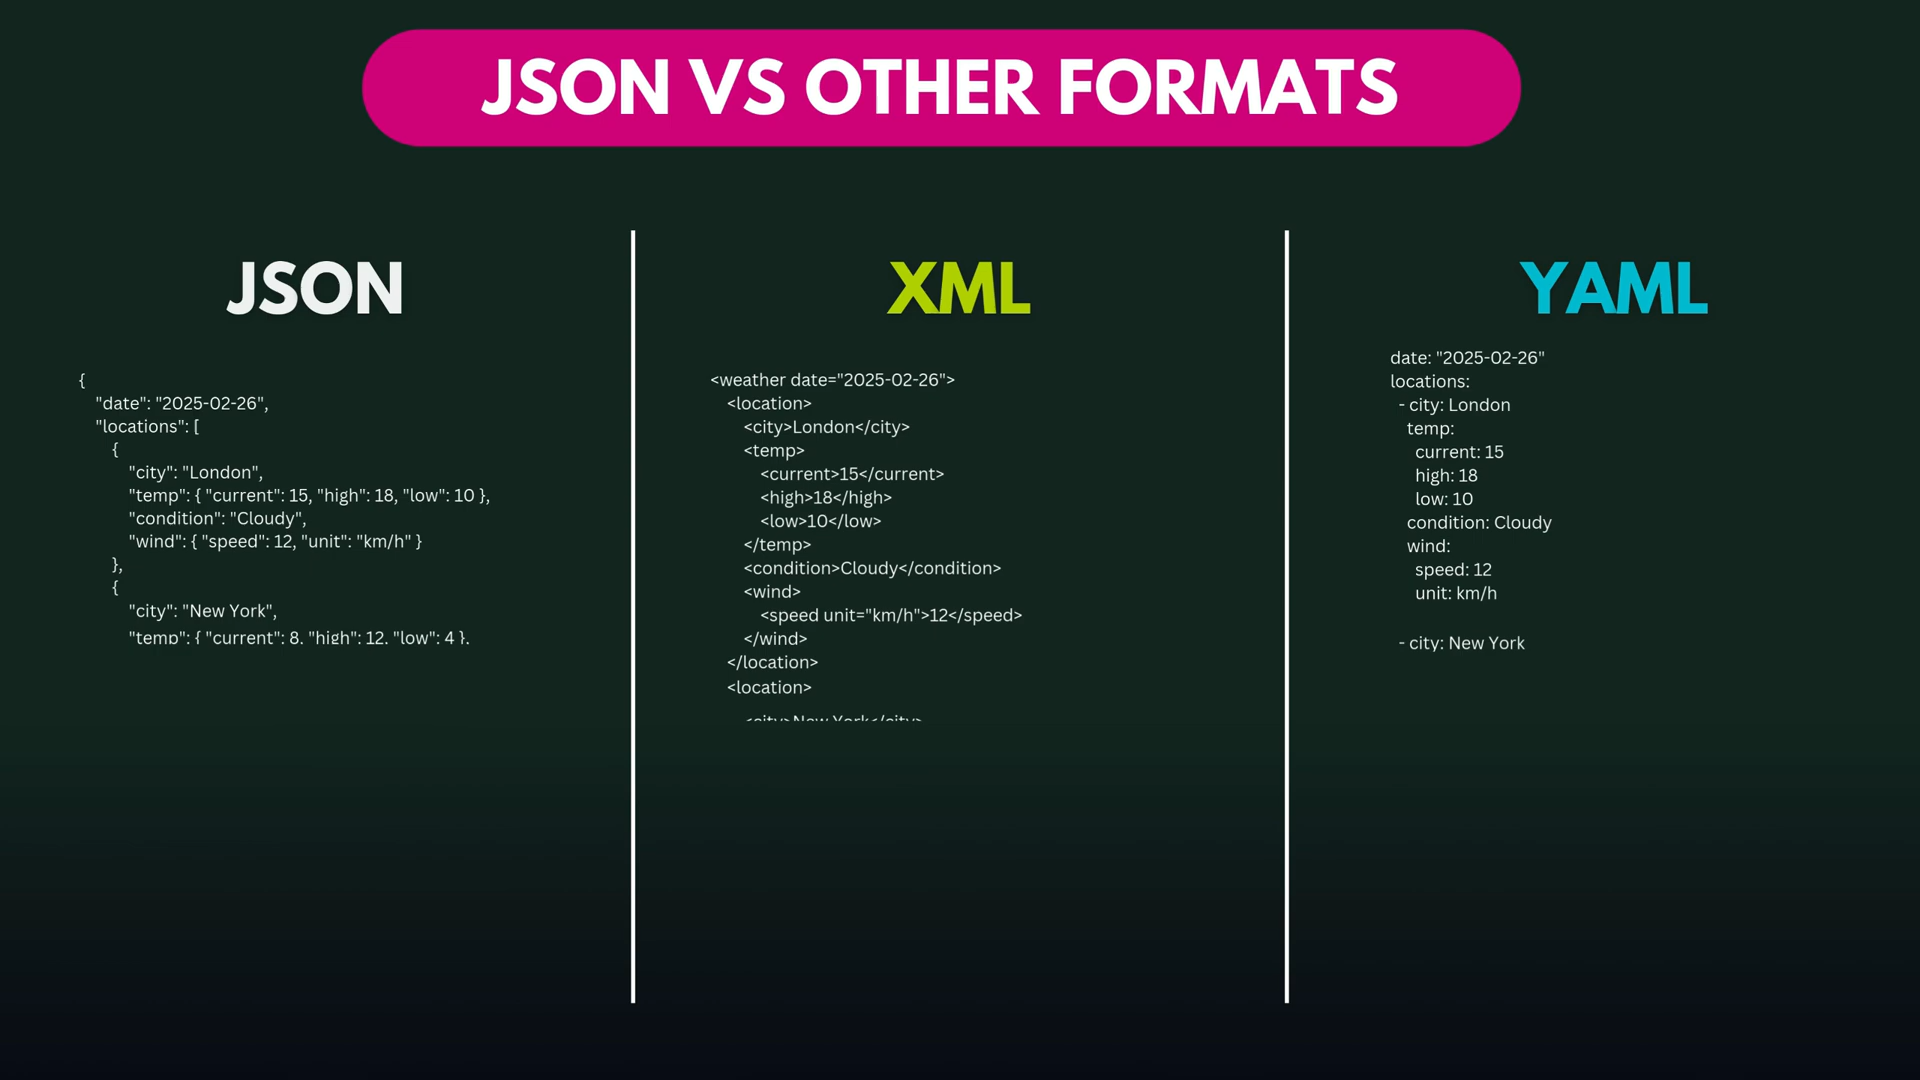 JSON VS OTHER FORMATS
JSON
{
"date": "2025-02-26",
"locations": [
{
"city": "London",
"temp": { "current": 15, "high": 18, "low": 10 },
"condition": "Cloudy",
"wind": { "speed": 12, "unit": "km/h" }
},
{
"city": "New York",
"temp": { "current": 8, "high": 12, "low": 4 },
XML
<weather date="2025-02-26">
<location>
<city>London</city>
<temp>
<current>15</current>
<high>18</high>
<low>10</low>
</temp>
<condition>Cloudy</condition>
<wind>
<speed unit="km/h">12</speed>
</wind>
</location>
<location>
<city>New York</city>
YAML
date: "2025-02-26"
locations:
- city: London
temp:
current: 15
high: 18
low: 10
condition: Cloudy
wind:
speed: 12
unit: km/h
- city: New York